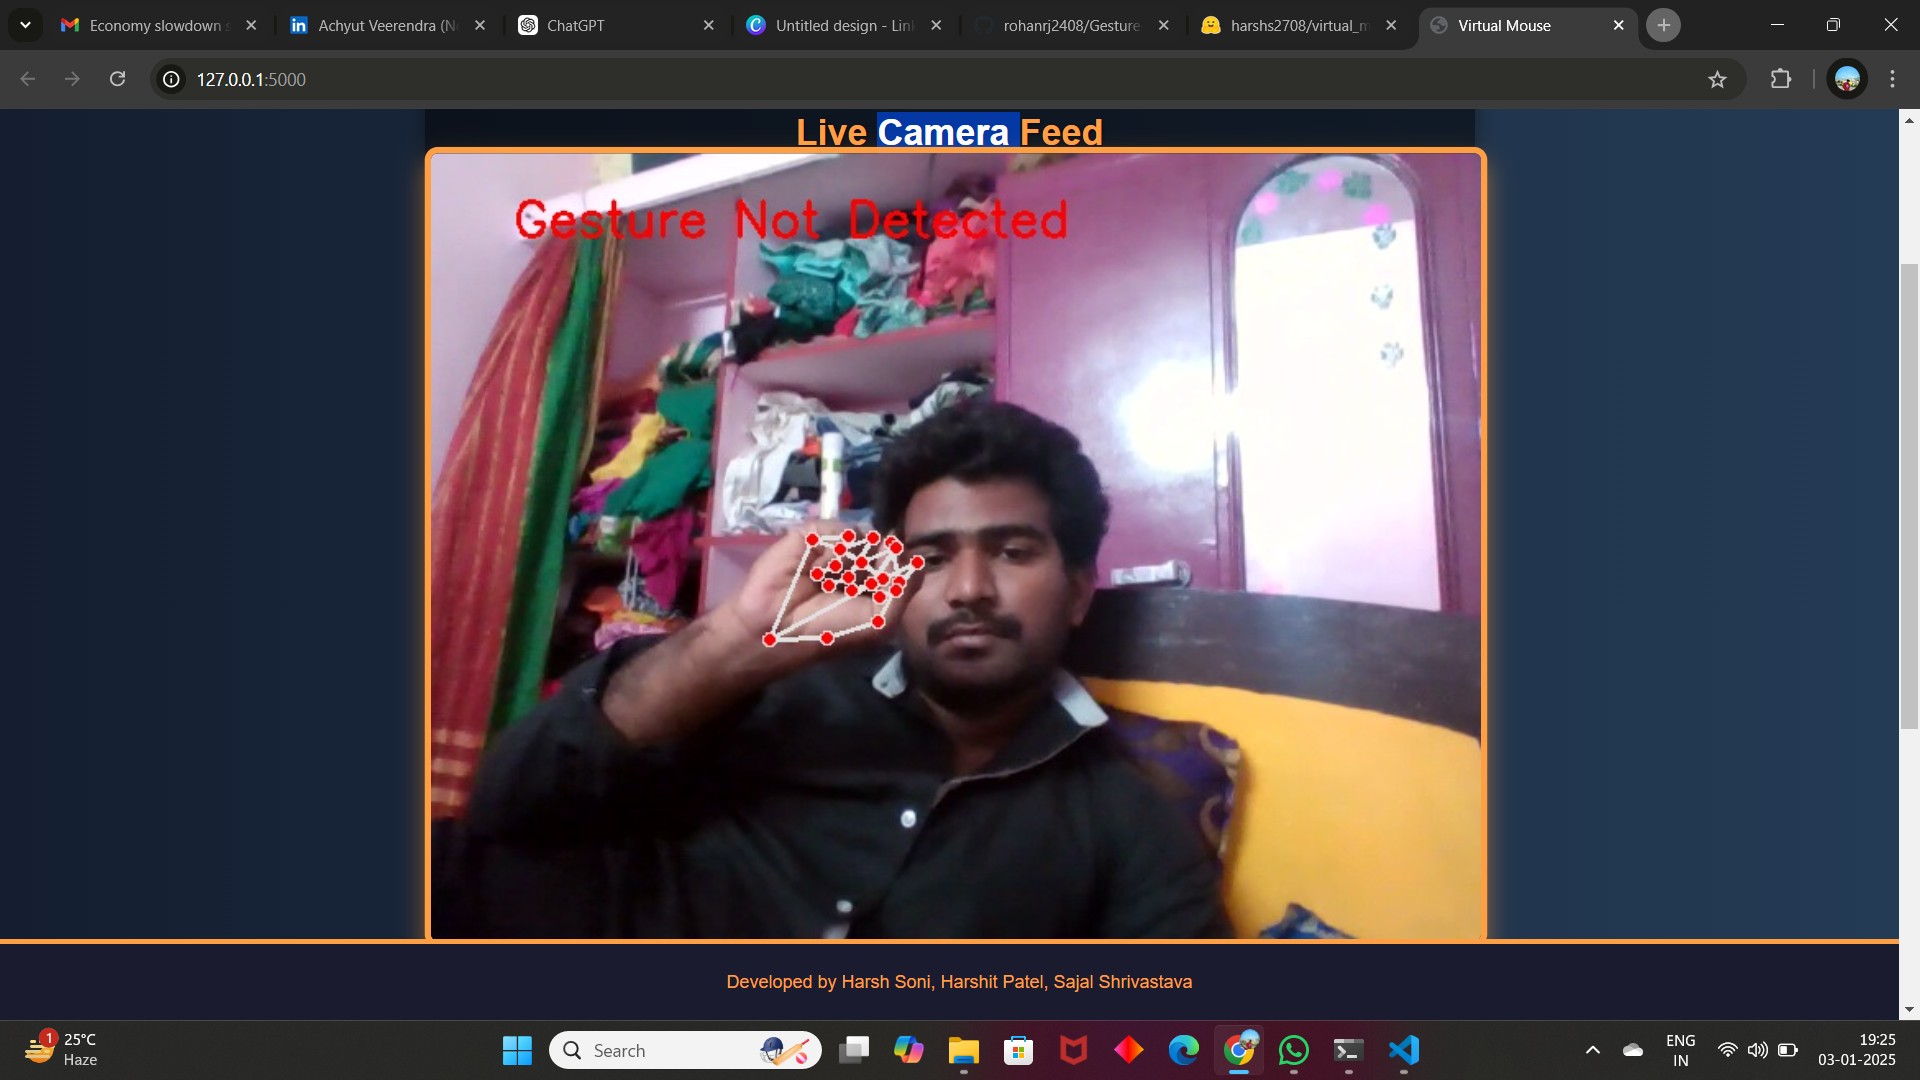 Economy slowdown s
Achyut Veerendra (N
ChatGPT
Untitled design - Lin
rohanrj2408/Gesture
harshs2708/virtual_m
Virtual Mouse
127.0.0.1:5000
Live Camera Feed
Gesture Not Detected
Developed by Harsh Soni, Harshit Patel, Sajal Shrivastava
1
25°C
Haze
Search
ENG
IN
19:25
03-01-2025